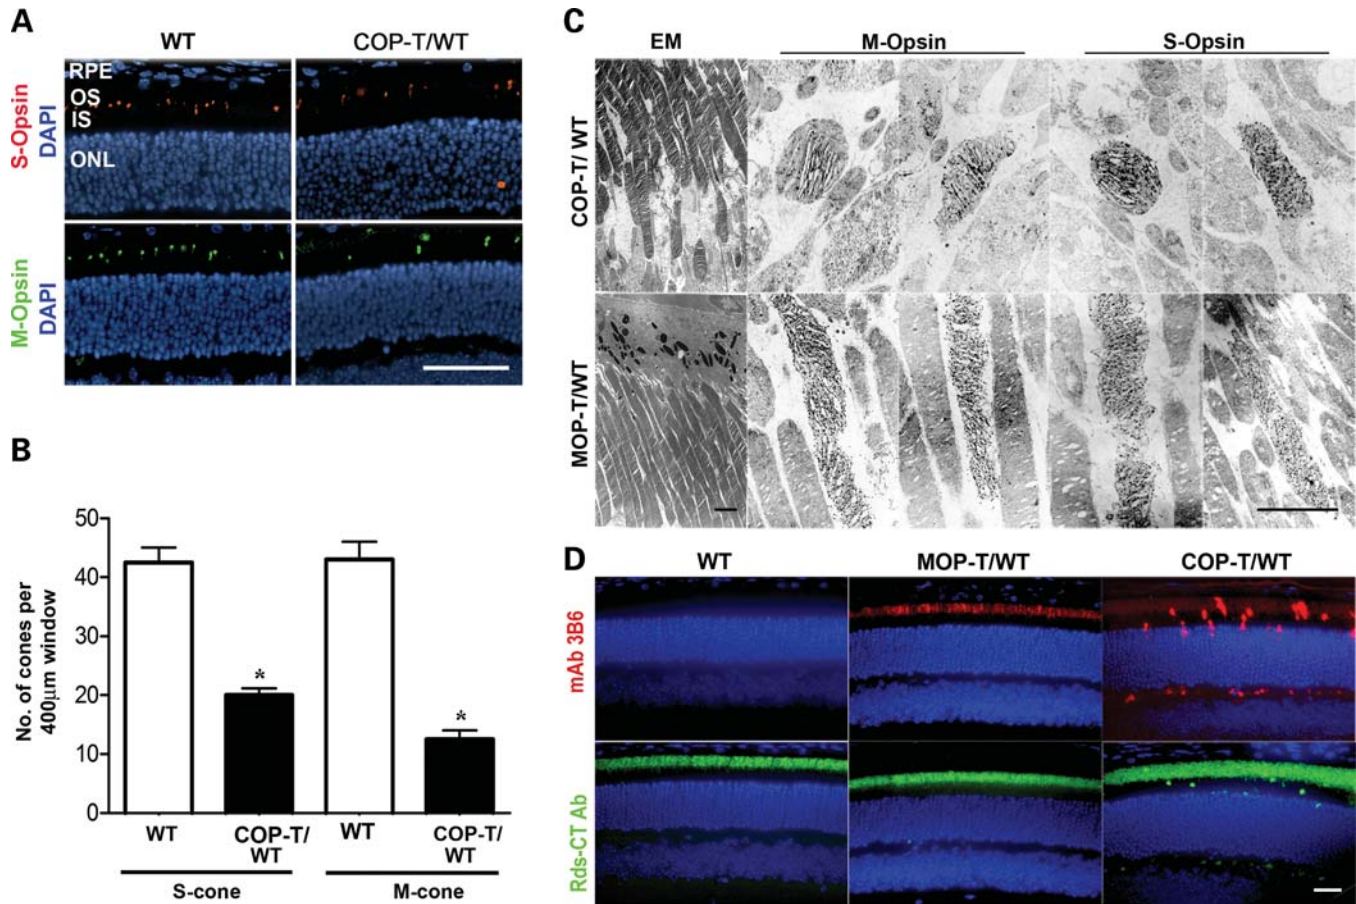 A
WT COP-T/WT
S-Opsin
DAPI
RPE
OS
IS
ONL
M-Opsin
DAPI
B
No. of cones per
400µm window
50
40
30
20
10
0
*
*
WT COP-T/
WT WT COP-T/
WT
S-cone M-cone
C
EM M-Opsin S-Opsin
COP-T/ WT
MOP-T/WT
D
WT MOP-T/WT COP-T/WT
mAb 3B6
Rds-CT Ab